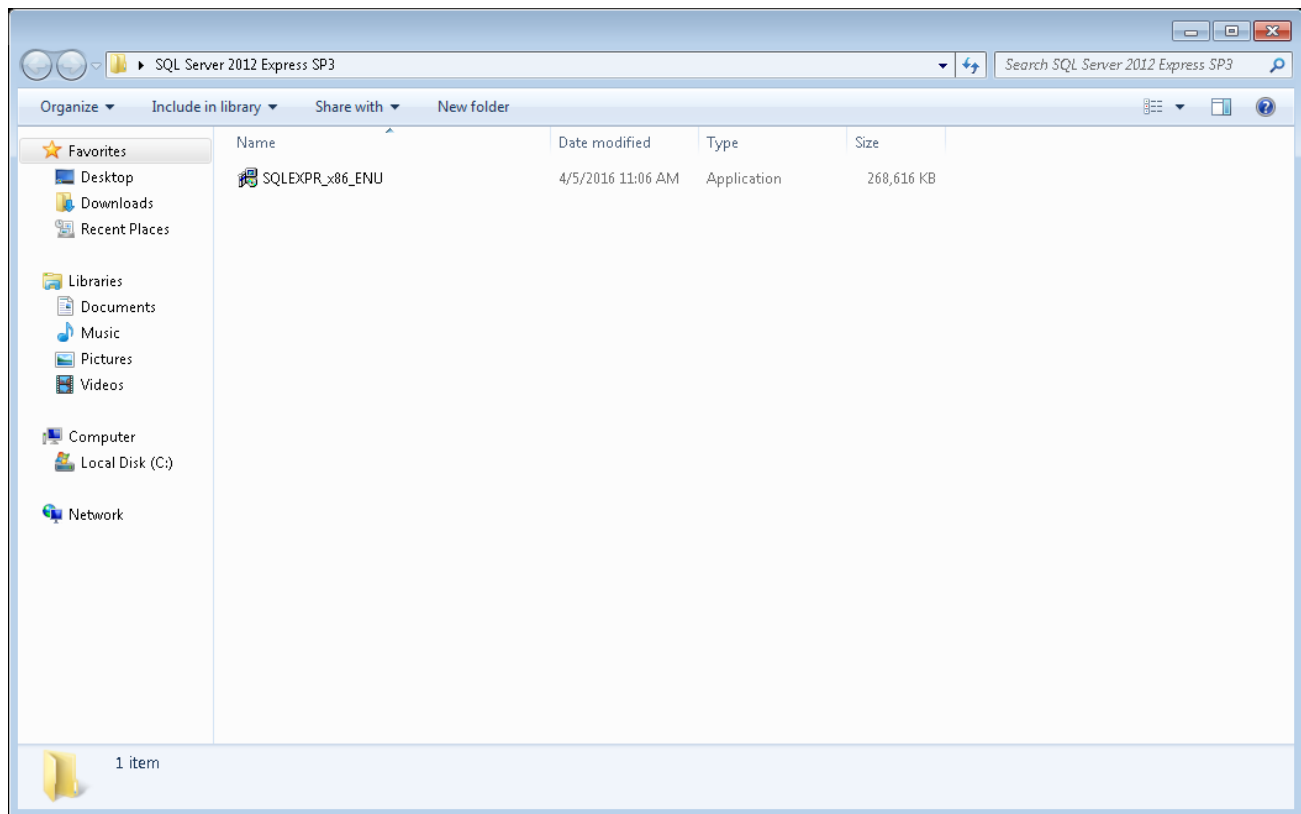 SQL Server 2012 Express SP3
Search SQL Server 2012 Express SP3
Organize Include in library Share with New folder
Favorites
Desktop
Downloads
Recent Places
Libraries
Documents
Music
Pictures
Videos
Computer
Local Disk (C:)
Network
Name Date modified Type Size
SQLEXPR_x86_ENU 4/5/2016 11:06 AM Application 268,616 KB
1 item